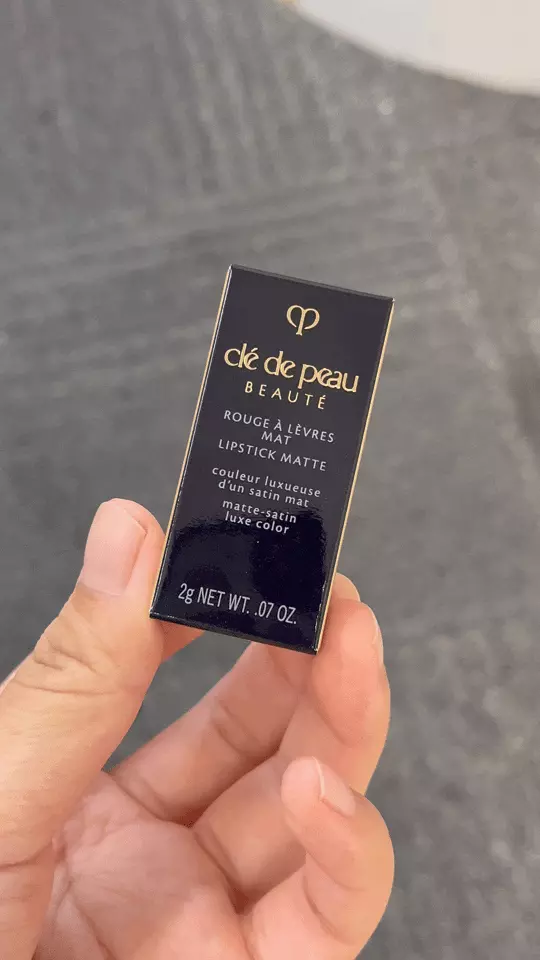 clé de peau
BEAUTÉ
ROUGE À LÈVRES
MAT
LIPSTICK MATTE
couleur luxueuse
d'un satin mat
matte-satin
luxe color
2g NET WT. .07 OZ.